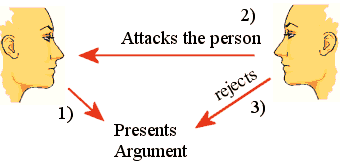 2)
Attacks the person
rejects
1)
3)
Presents
Argument